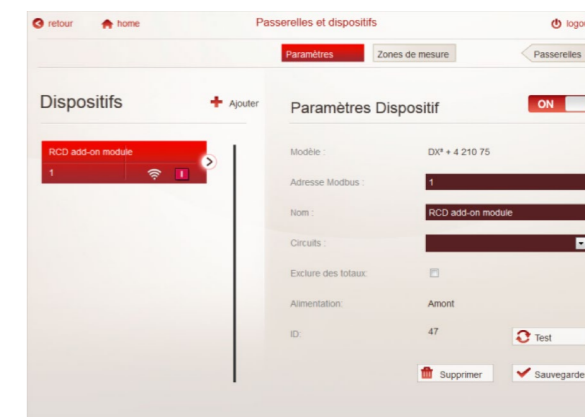 retour home Passerelles et dispositifs
Paramètres Zones de mesure Passerelles
Dispositifs Ajouter
RCD add-on module
1
Paramètres Dispositif ON
Modèle : DX³ + 4 210 75
Adresse Modbus : 1
Nom : RCD add-on module
Circuits :
Exclure des totaux:
Alimentation: Amont
ID: 47
Test
Supprimer Sauvegarde